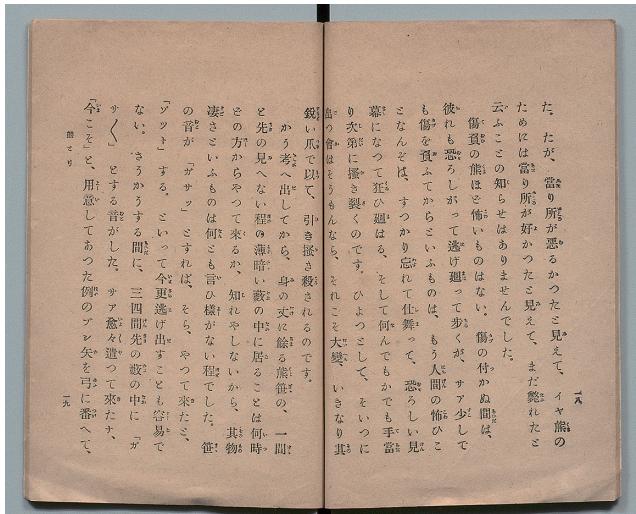 た。たが、當り所が惡るかつたと見えて、イヤ熊の
ためには當り所が好かつたと見えて、まだ斃れたと
云ふことの知らせはありませんでした。
傷負の熊ほど怖いものはない。傷の付かぬ間は、
彼れも恐ろしがつて逃げ廻つて步くが、サア少しで
も傷を負ふてからといふものは、もう人間の怖ひこ
となんぞは、すつかり忘れて仕舞つて、恐ろしい見
幕になつて狂ひ廻はる、そして何んでもかでも手當
り次第に搔き裂くのです。ひよつとして、そいつに
出つ會はそうもんなら、それこそ大變、いきなり其
一八
銳い爪で以て、引き搔き殺されるのです。
かう考へ出してから、身の丈に餘る熊笹の、一間
と先の見へない程の薄暗い藪の中に居ることは何時
どの方からやつて來るか、知れやしないから、其物
凄さといふものは何とも言ひ樣がない程でした。笹
の音が「ガサッ」とすれば、そら、やつて來たと、
「ゾツキ」する。といつて今更逃げ出すことも容易で
ない。さうかうする間に、三四間先の藪の中に「ガ
サ〱」とする音がした。サア愈々遣つて來たナ、
「今こそ」と、用意してあつた例のブシ矢を弓に番へて、
熊とり
一九